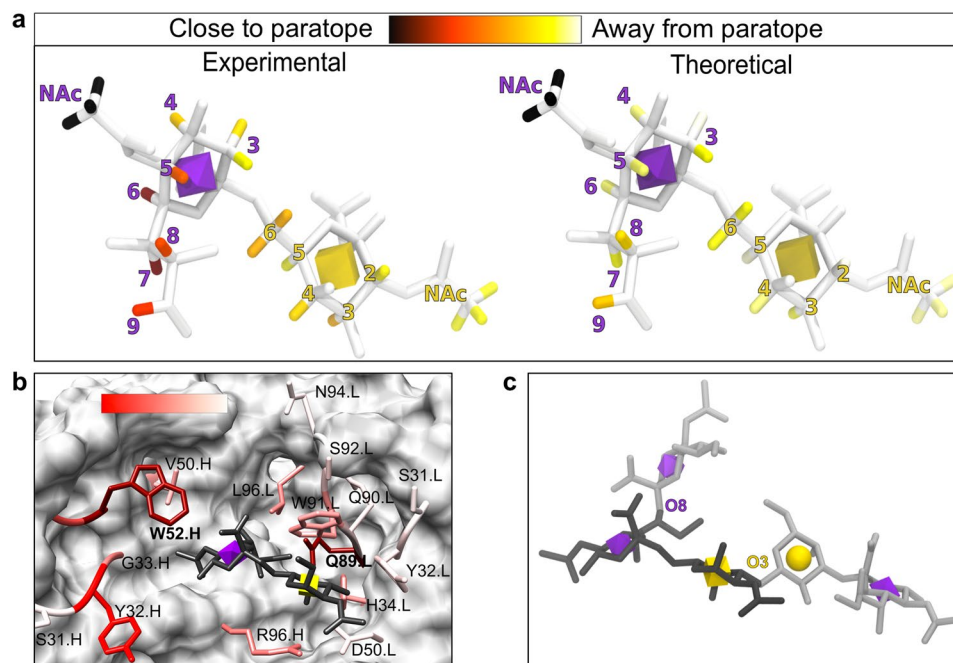 a
Close to paratope Away from paratope
Experimental Theoretical
NAc 4 3 5 6 8 7 9 6 5 4 3 2 NAc
NAc 4 3 5 6 8 7 9 6 5 4 3 2 NAc
b
N94.L
V50.H S92.L S31.L
L96.L W91.L Q90.L
W52.H
G33.H Q89.L Y32.L
Y32.H H34.L
S31.H R96.H D50.L
c
O8
O3